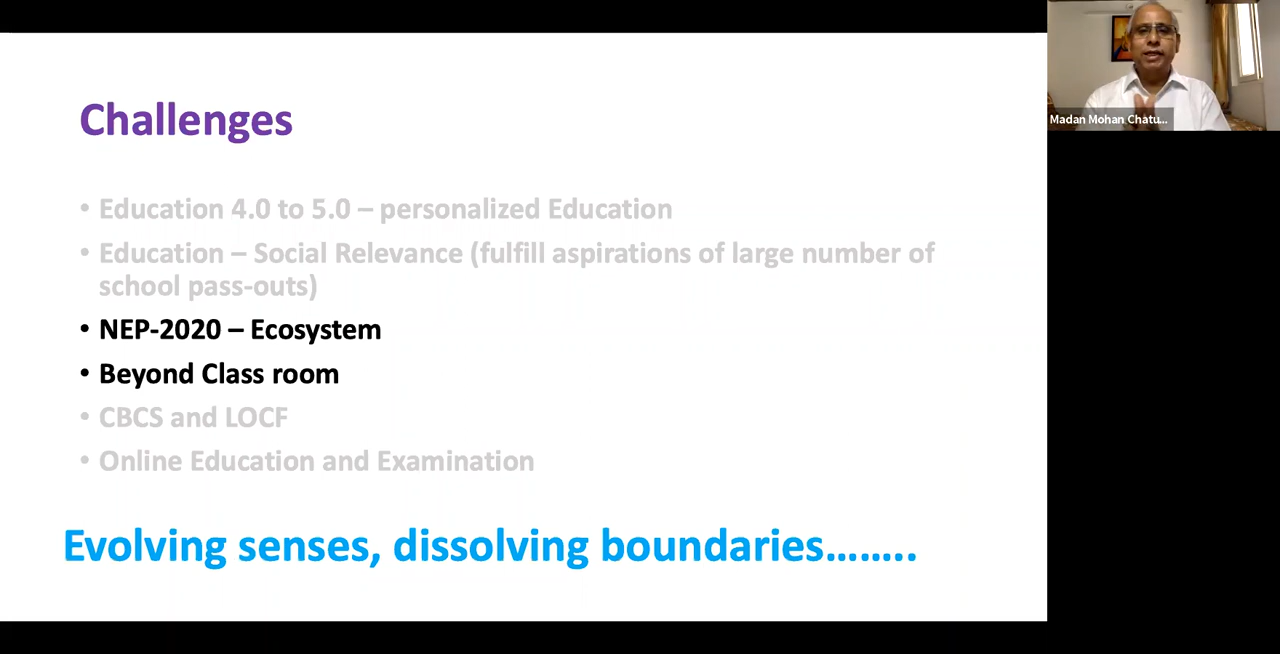 Challenges
• Education 4.0 to 5.0 – personalized Education
• Education – Social Relevance (fulfill aspirations of large number of
school pass-outs)
• NEP-2020 – Ecosystem
• Beyond Class room
• CBCS and LOCF
• Online Education and Examination
Evolving senses, dissolving boundaries........
Madan Mohan Chatu...